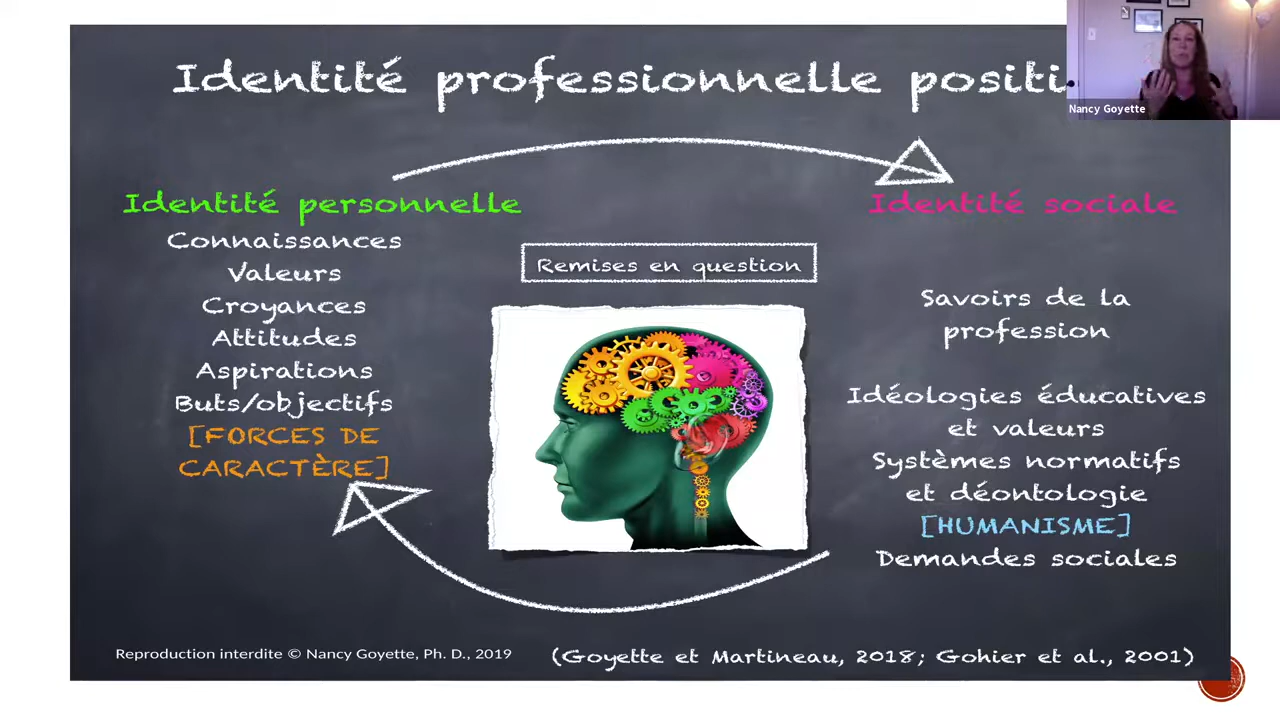 Identité professionnelle positi
Nancy Goyette
Identité personnelle
Connaissances
Valeurs
Croyances
Attitudes
Aspirations
Buts/objectifs
[FORCES DE
CARACTÈRE]
Remises en question
Identité sociale
Savoirs de la
profession
Idéologies éducatives
et valeurs
Systèmes normatifs
et déontologie
[HUMANISME]
Demandes sociales
Reproduction interdite © Nancy Goyette, Ph. D., 2019
(Goyette et Martineau, 2018; Gohier et al., 2001)